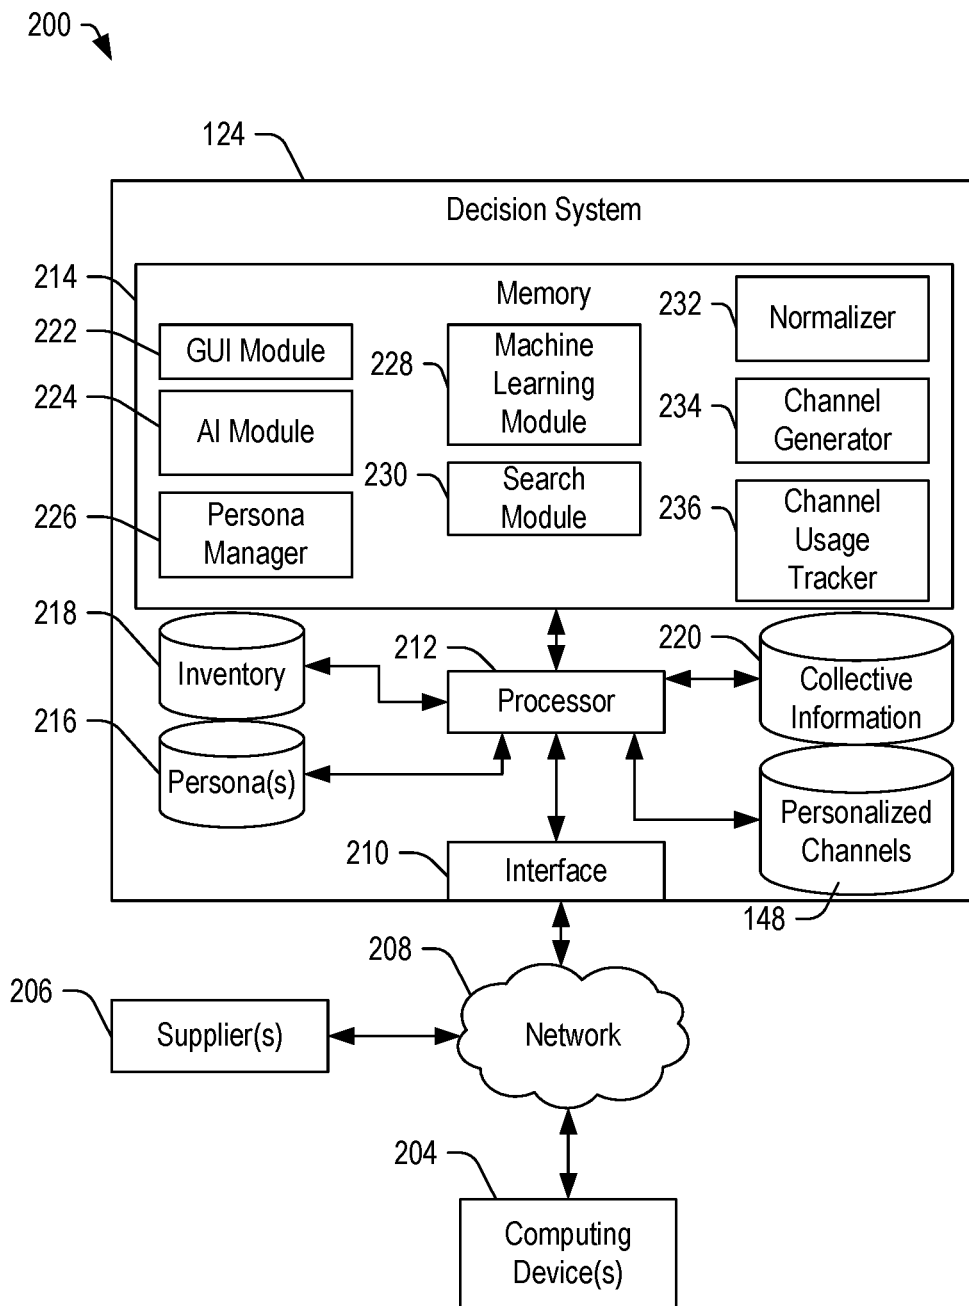 200
124
Decision System
214
Memory
232
Normalizer
222
GUI Module
228
Machine
Learning
Module
224
AI Module
234
Channel
Generator
230
Search
Module
226
Persona
Manager
236
Channel
Usage
Tracker
218
Inventory
212
Processor
220
Collective
Information
216
Persona(s)
Personalized
Channels
210
Interface
148
208
206
Supplier(s)
Network
204
Computing
Device(s)